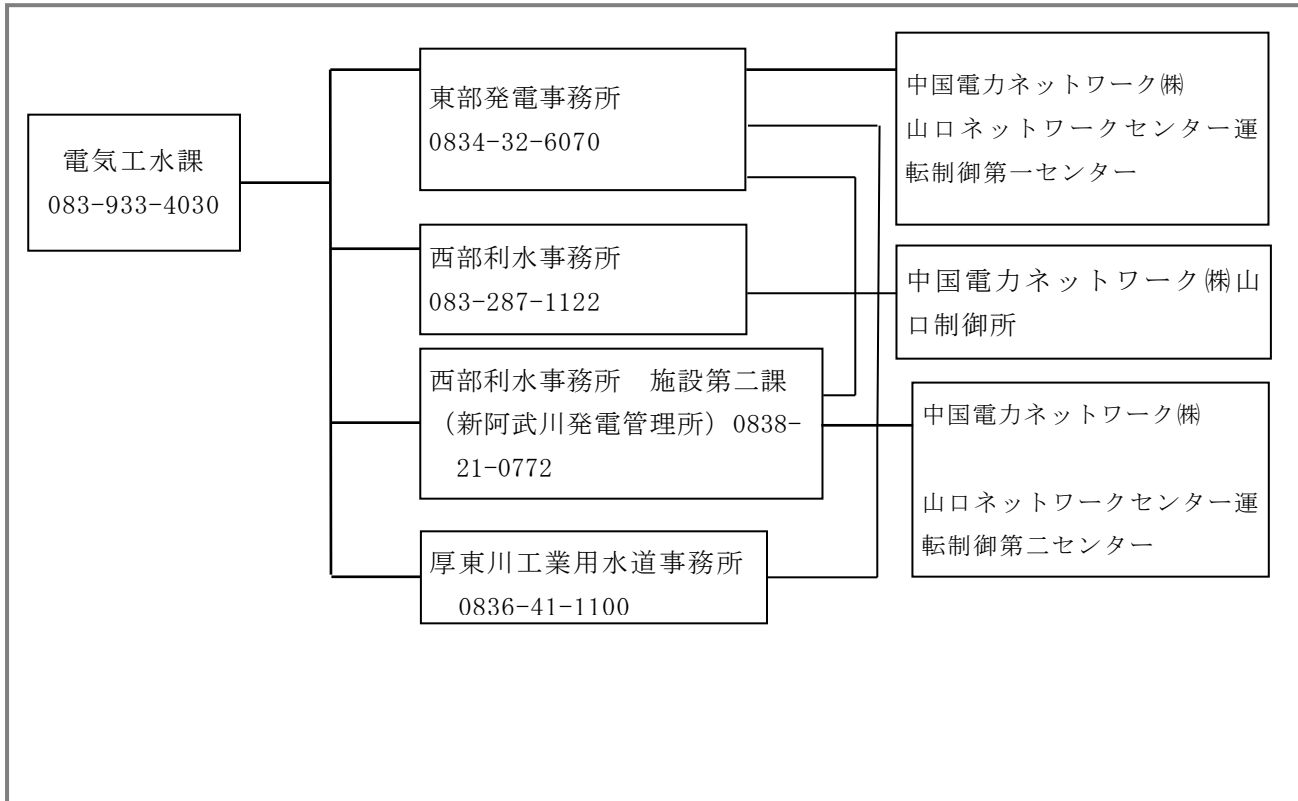 電気工水課
083-933-4030
東部発電事務所
0834-32-6070
西部利水事務所
083-287-1122
西部利水事務所　施設第二課
（新阿武川発電管理所）0838-
21-0772
厚東川工業用水道事務所
0836-41-1100
中国電力ネットワーク㈱
山口ネットワークセンター運
転制御第一センター
中国電力ネットワーク㈱山
口制御所
中国電力ネットワーク㈱
山口ネットワークセンター運
転制御第二センター